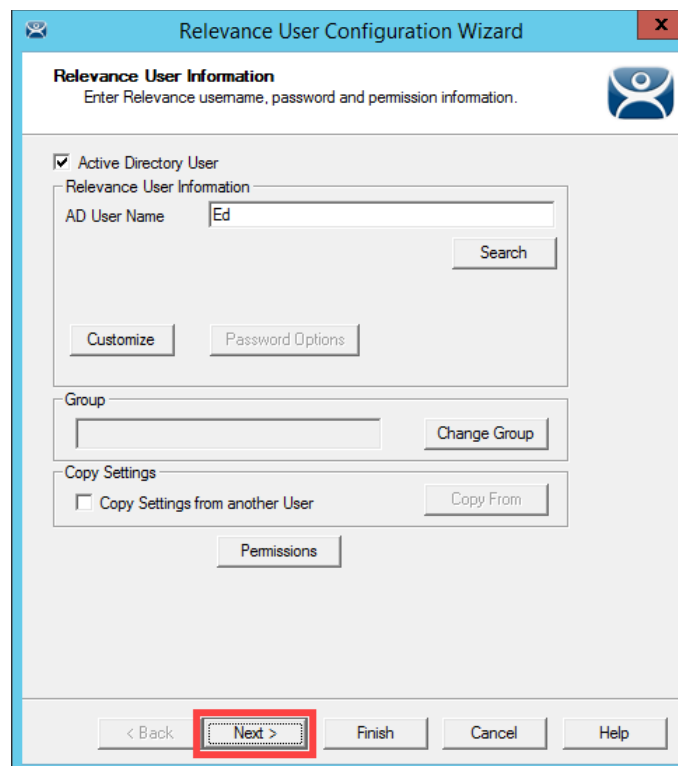 Relevance User Configuration Wizard
x
Relevance User Information
Enter Relevance username, password and permission information.
Active Directory User
Relevance User Information
AD User Name Ed
Search
Customize Password Options
Group
Change Group
Copy Settings
Copy Settings from another User Copy From
Permissions
< Back Next > Finish Cancel Help